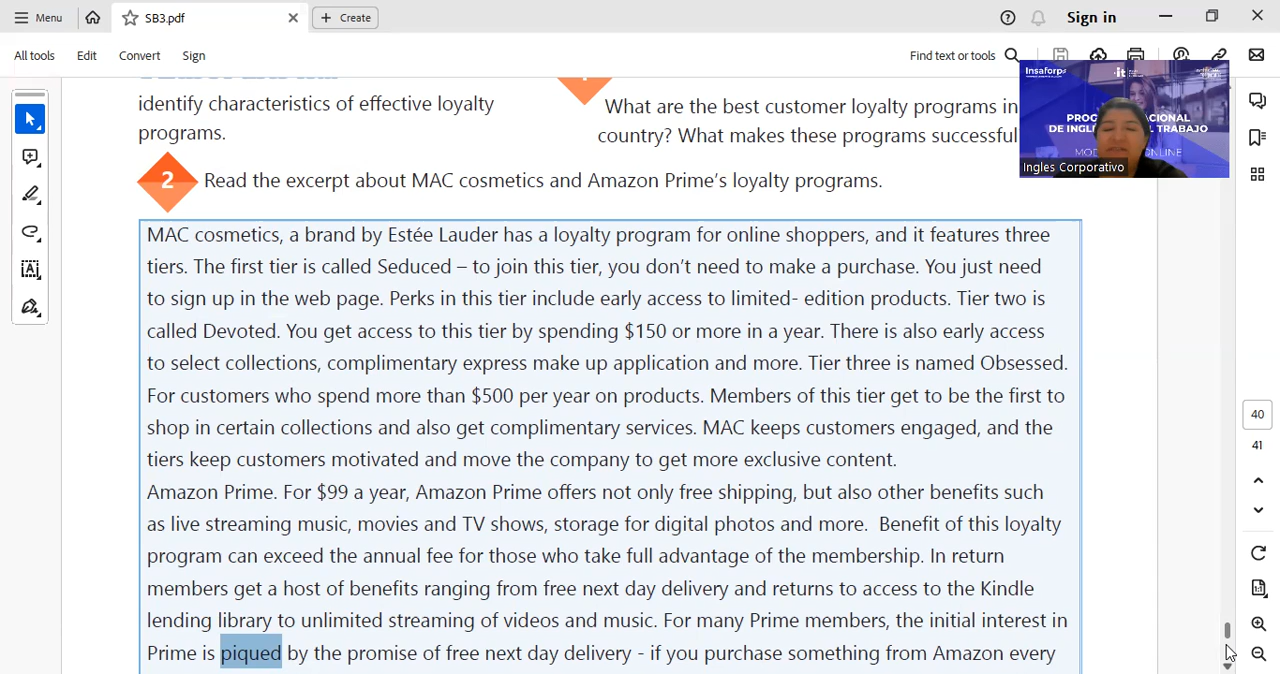 Menu
SB3.pdf
Create
Sign in
All tools
Edit
Convert
Sign
Find text or tools
identify characteristics of effective loyalty
programs.
What are the best customer loyalty programs in
country? What makes these programs successful
Insaforp
PRO
ACIONAL
DE INGL
L TRABAJO
MOD
ONLINE
Ingles Corporativo
2
Read the excerpt about MAC cosmetics and Amazon Prime's loyalty programs.
MAC cosmetics, a brand by Estée Lauder has a loyalty program for online shoppers, and it features three
tiers. The first tier is called Seduced – to join this tier, you don't need to make a purchase. You just need
to sign up in the web page. Perks in this tier include early access to limited- edition products. Tier two is
called Devoted. You get access to this tier by spending $150 or more in a year. There is also early access
to select collections, complimentary express make up application and more. Tier three is named Obsessed.
For customers who spend more than $500 per year on products. Members of this tier get to be the first to
shop in certain collections and also get complimentary services. MAC keeps customers engaged, and the
tiers keep customers motivated and move the company to get more exclusive content.
Amazon Prime. For $99 a year, Amazon Prime offers not only free shipping, but also other benefits such
as live streaming music, movies and TV shows, storage for digital photos and more. Benefit of this loyalty
program can exceed the annual fee for those who take full advantage of the membership. In return
members get a host of benefits ranging from free next day delivery and returns to access to the Kindle
lending library to unlimited streaming of videos and music. For many Prime members, the initial interest in
Prime is piqued by the promise of free next day delivery - if you purchase something from Amazon every
40
41